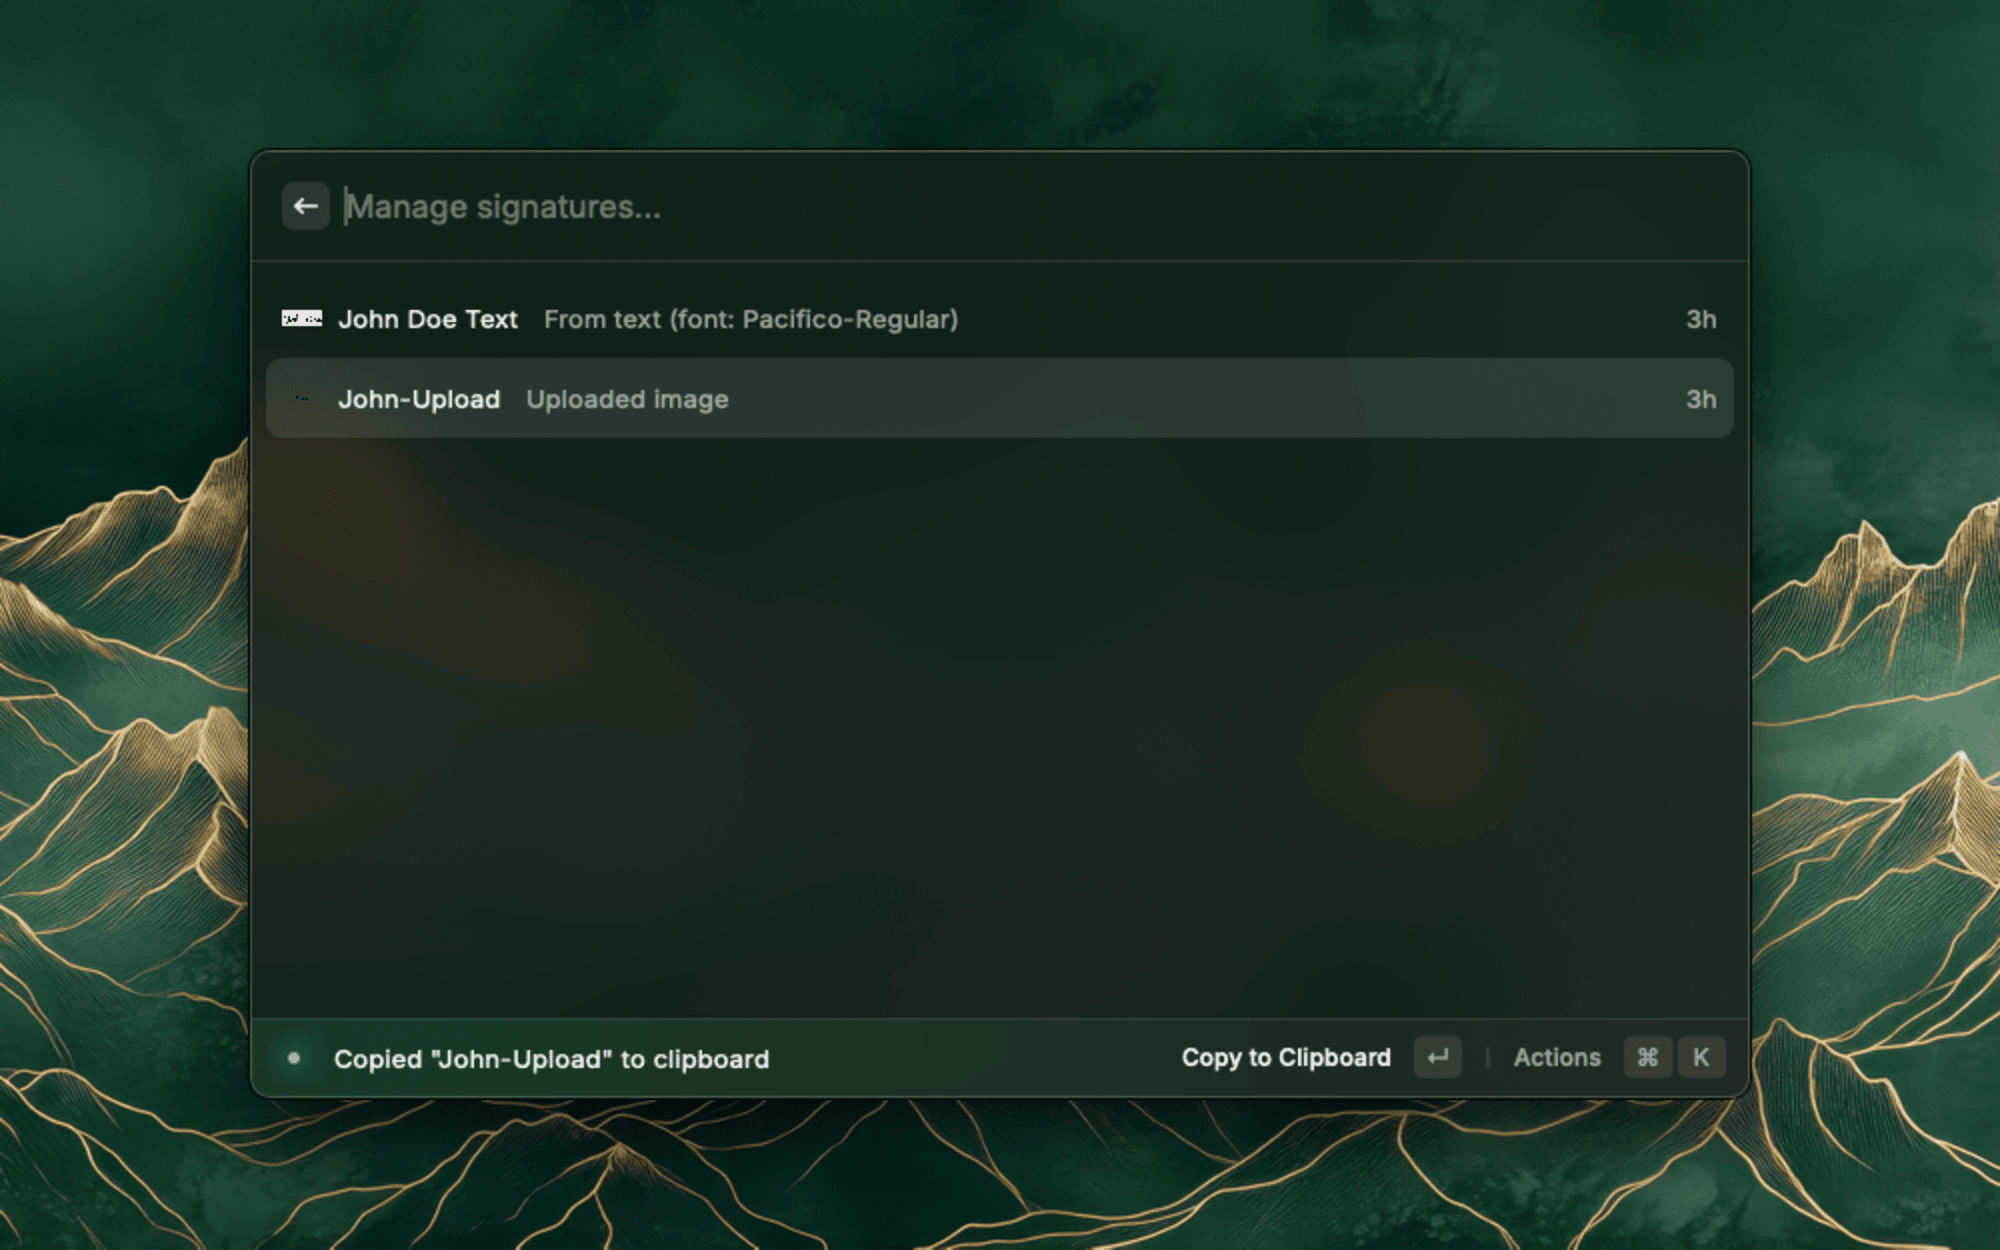 Manage signatures...
John Doe Text From text (font: Pacifico-Regular) 3h
John-Upload Uploaded image 3h
Copied "John-Upload" to clipboard Copy to Clipboard ↵ | Actions ⌘ K